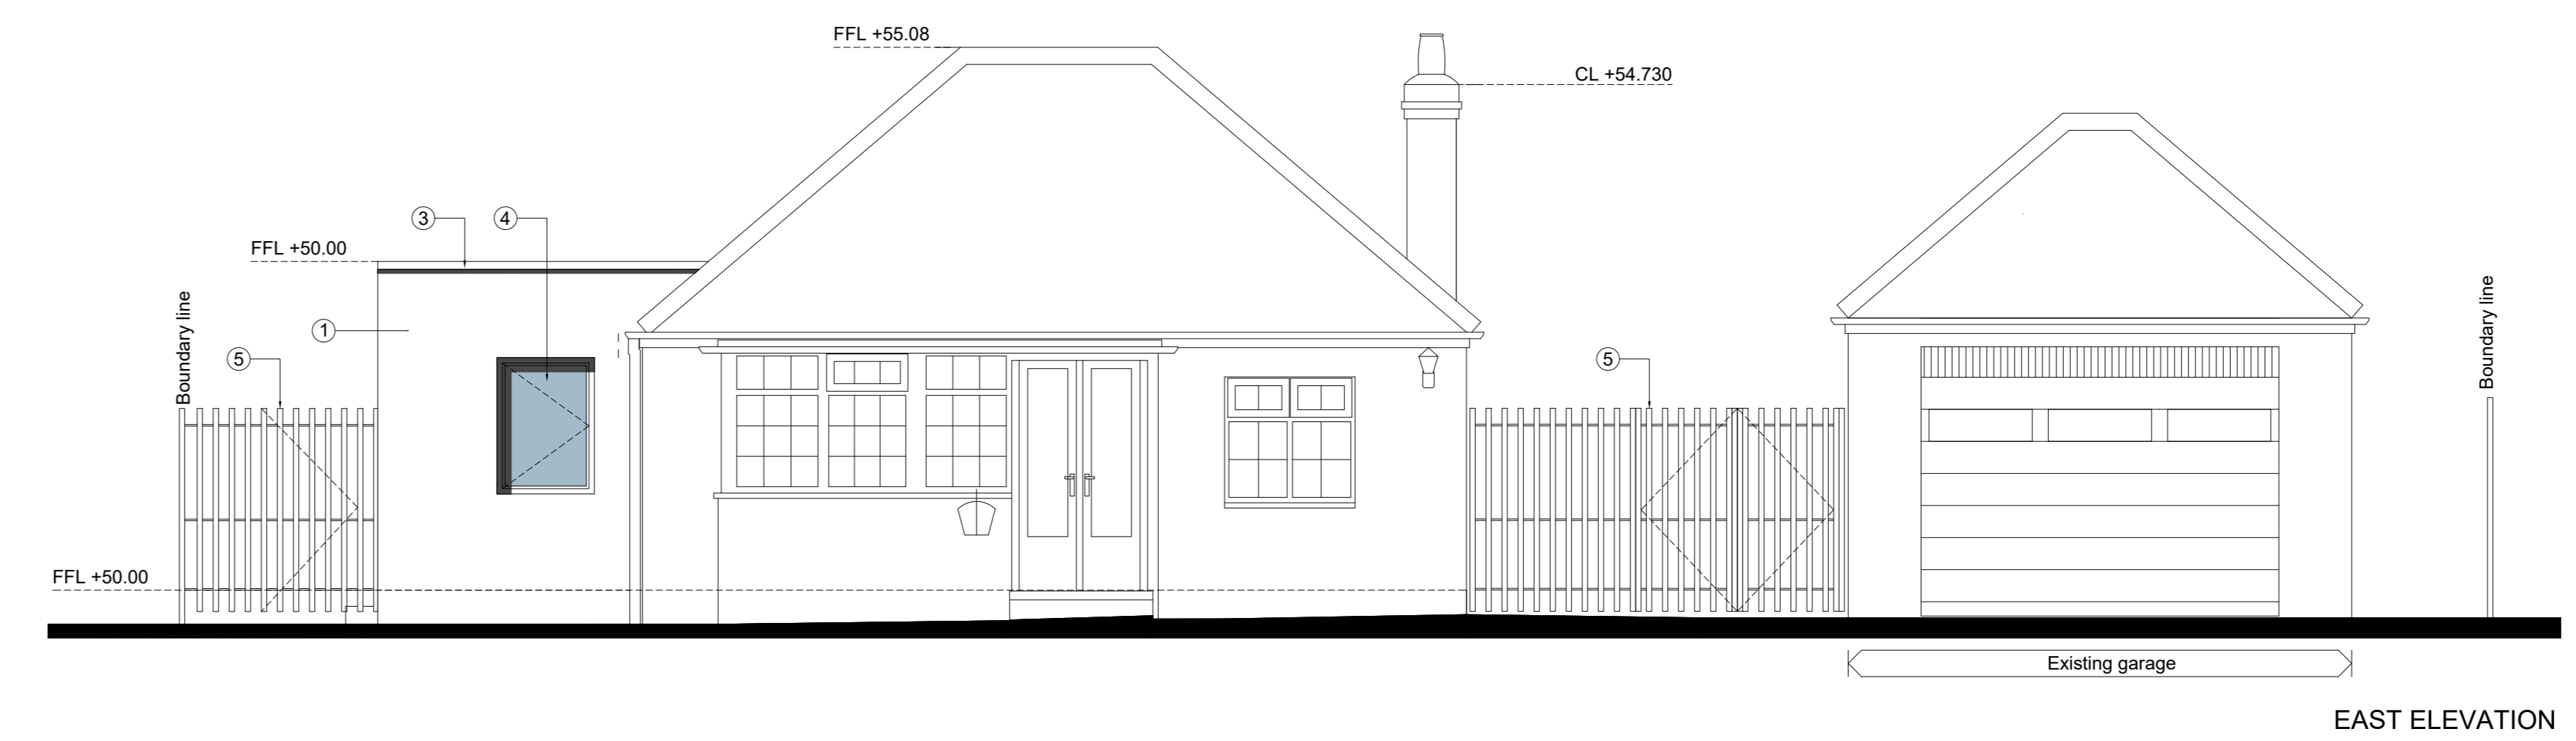 FFL +55.08
CL +54.730
3
4
FFL +50.00
Boundary line
1
5
5
Boundary line
FFL +50.00
Existing garage
EAST ELEVATION